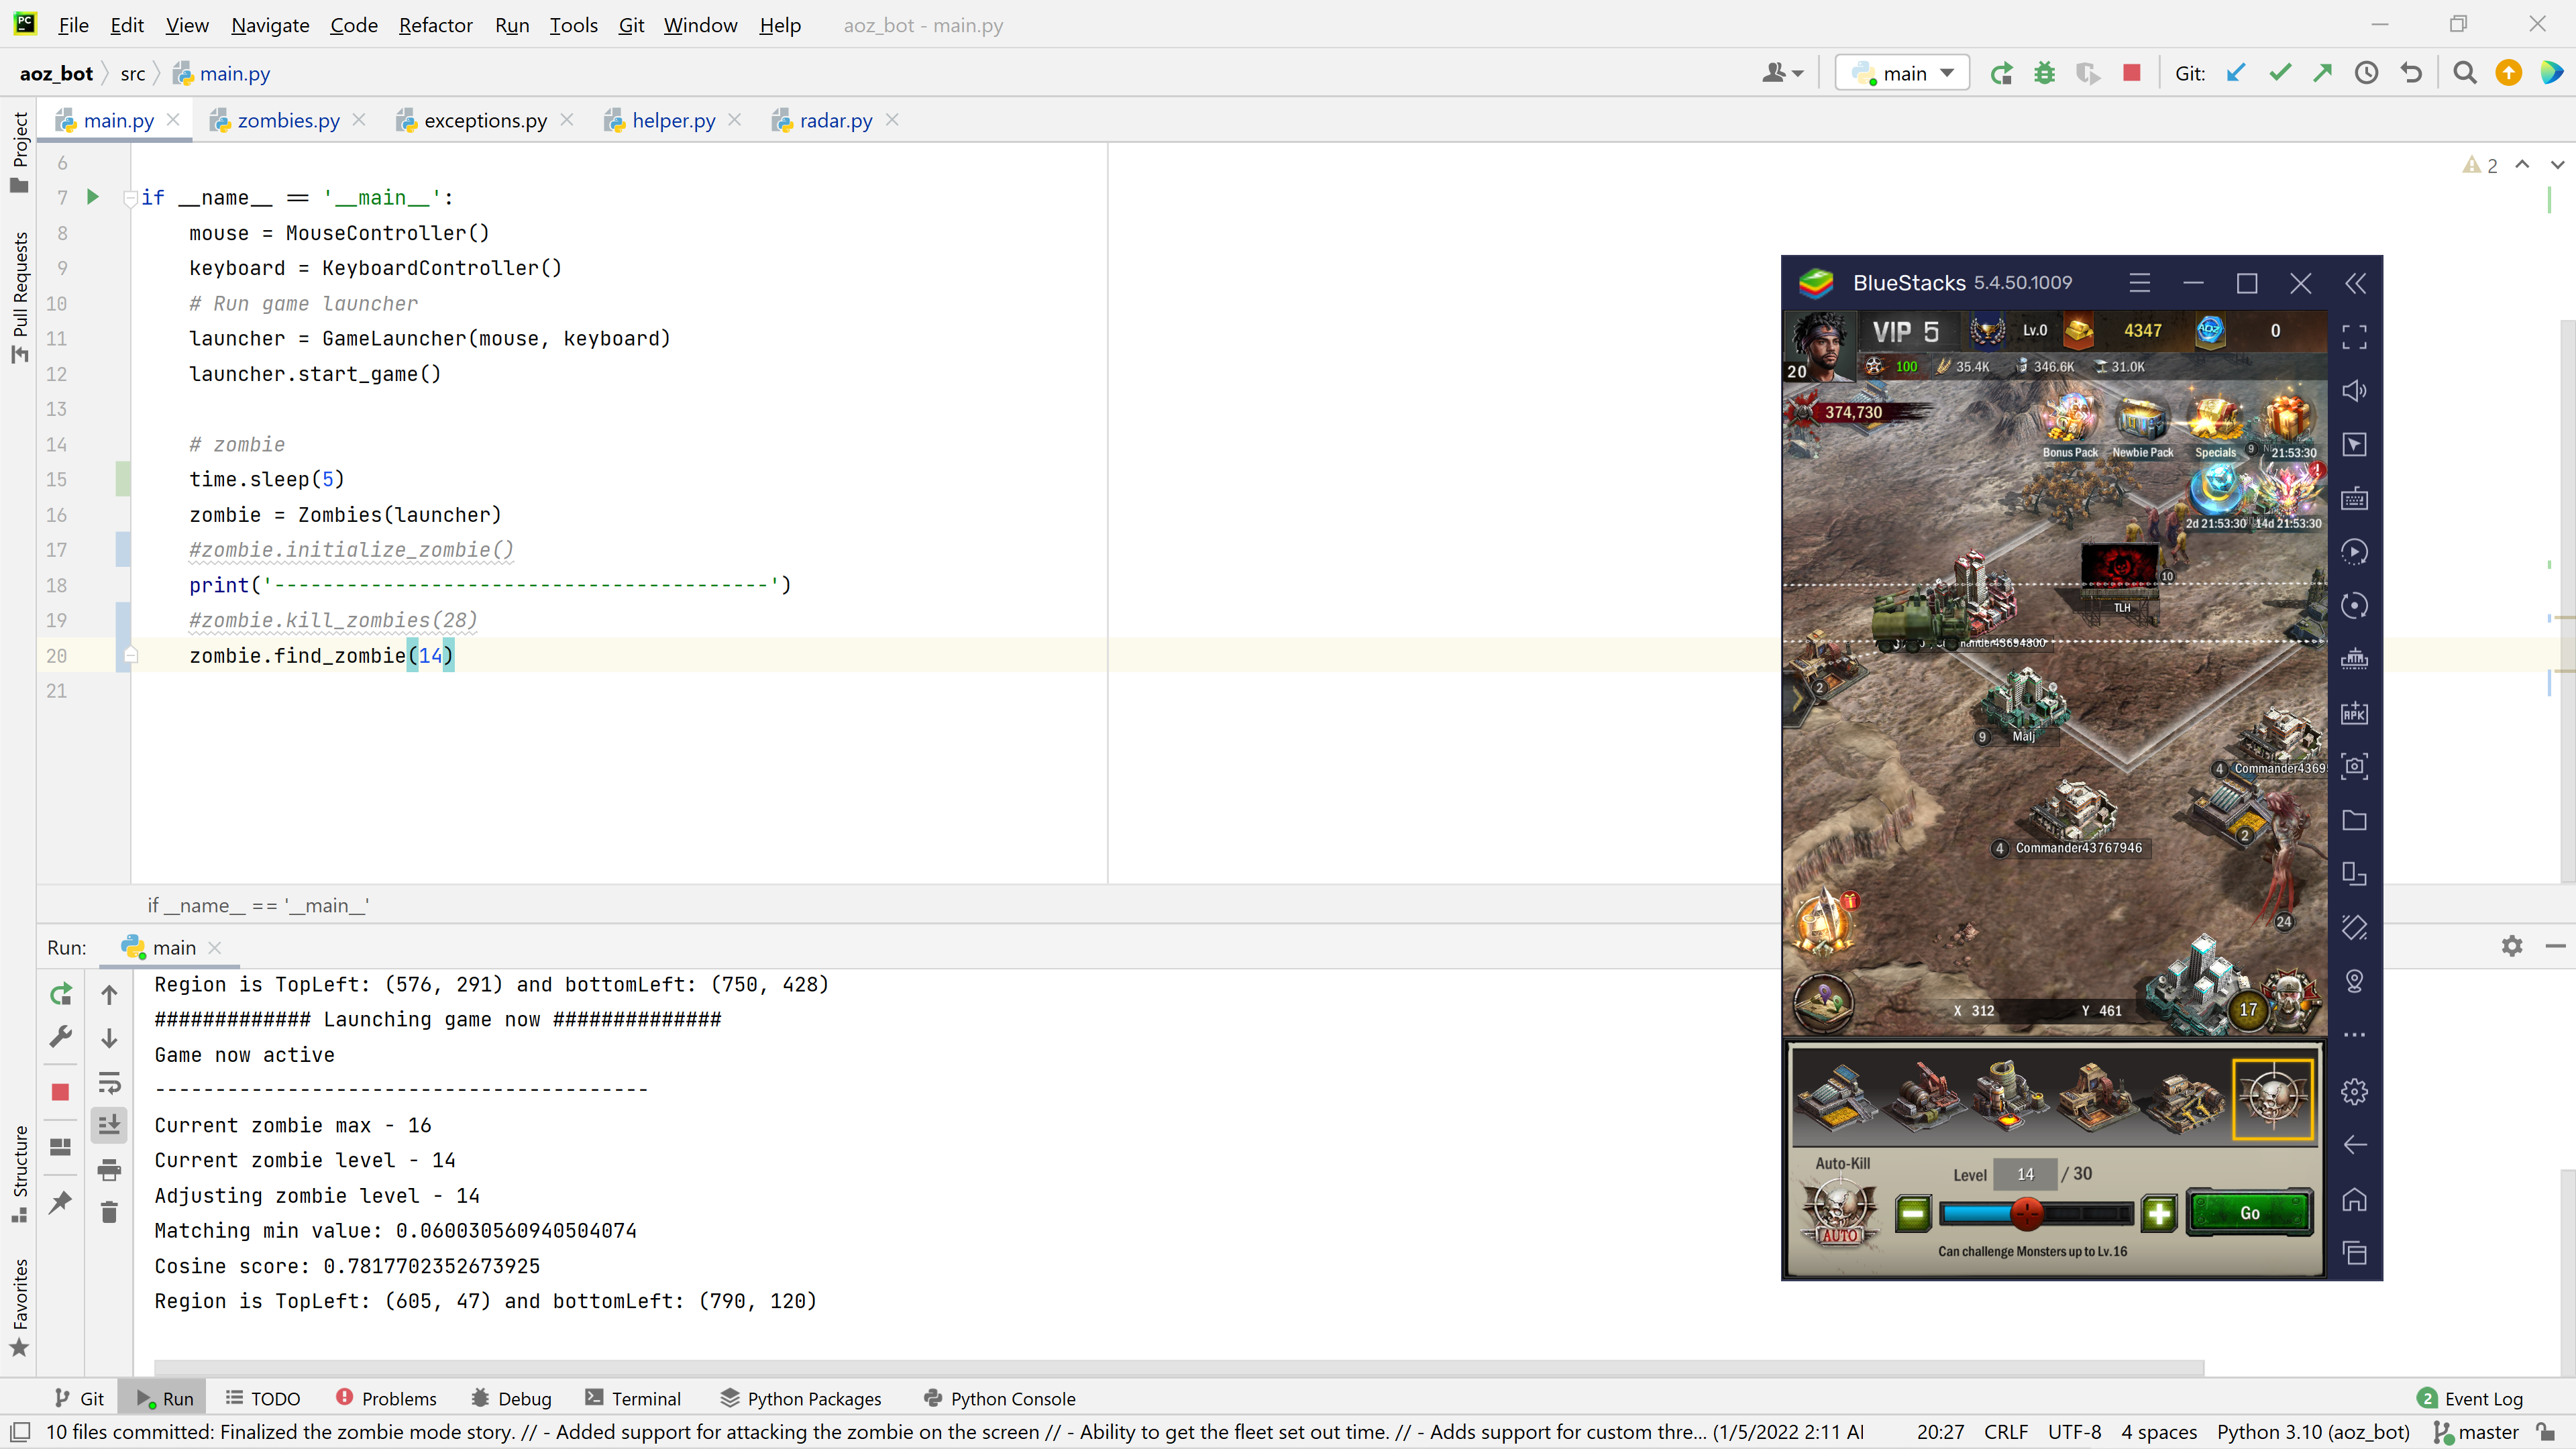 File Edit View Navigate Code Refactor Run Tools Git Window Help aoz_bot - main.py
aoz_bot src main.py main Git:
main.py zombies.py exceptions.py helper.py radar.py
Project
Pull Requests
Structure
Favorites
6
7 if __name__ == '__main__':
8 mouse = MouseController()
9 keyboard = KeyboardController()
10 # Run game launcher
11 launcher = GameLauncher(mouse, keyboard)
12 launcher.start_game()
13
14 # zombie
15 time.sleep(5)
16 zombie = Zombies(launcher)
17 #zombie.initialize_zombie()
18 print('-----------------------------------------')
19 #zombie.kill_zombies(28)
20 zombie.find_zombie(14)
21
2
if __name__ == '__main__'
BlueStacks 5.4.50.1009
VIP 5 Lv.0 4347 0
20 100 35.4K 346.6K 31.0K
374,730
Bonus Pack Newbie Pack Specials 9 21:53:30
2d 21:53:30 14d 21:53:30
10
TLH
2
9 Malj
4 Commander4369
4 Commander43767946
2
24
X 312 Y 461
17
Auto-Kill
AUTO
Level 14 / 30
Go
Can challenge Monsters up to Lv.16
Run: main
Region is TopLeft: (576, 291) and bottomLeft: (750, 428)
############# Launching game now ##############
Game now active
-----------------------------------------
Current zombie max - 16
Current zombie level - 14
Adjusting zombie level - 14
Matching min value: 0.060030560940504074
Cosine score: 0.7817702352673925
Region is TopLeft: (605, 47) and bottomLeft: (790, 120)
Git Run TODO Problems Debug Terminal Python Packages Python Console 2 Event Log
10 files committed: Finalized the zombie mode story. // - Added support for attacking the zombie on the screen // - Ability to get the fleet set out time. // - Adds support for custom thre... (1/5/2022 2:11 AI 20:27 CRLF UTF-8 4 spaces Python 3.10 (aoz_bot) master